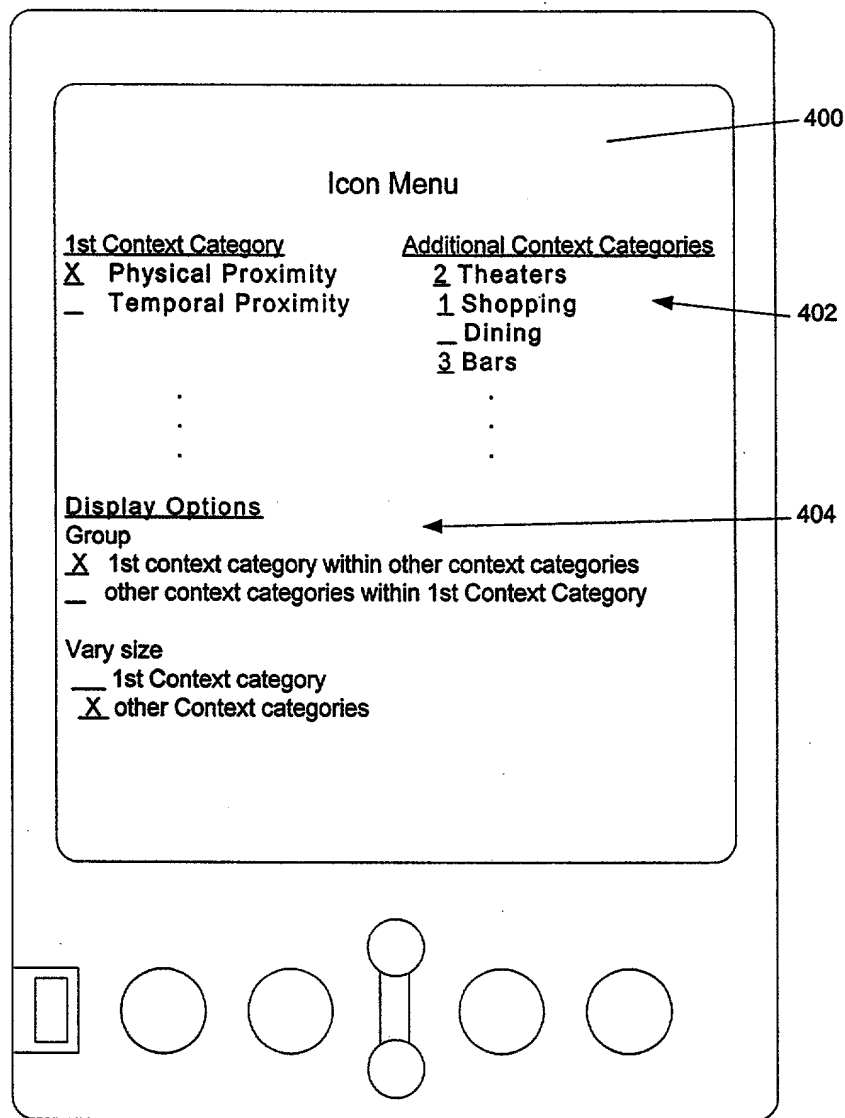 400
Icon Menu
1st Context Category
X Physical Proximity
_ Temporal Proximity
Additional Context Categories
2 Theaters
1 Shopping
_ Dining
3 Bars
402
.
.
.
.
.
.
Display Options
404
Group
X 1st context category within other context categories
_ other context categories within 1st Context Category
Vary size
__ 1st Context category
X other Context categories